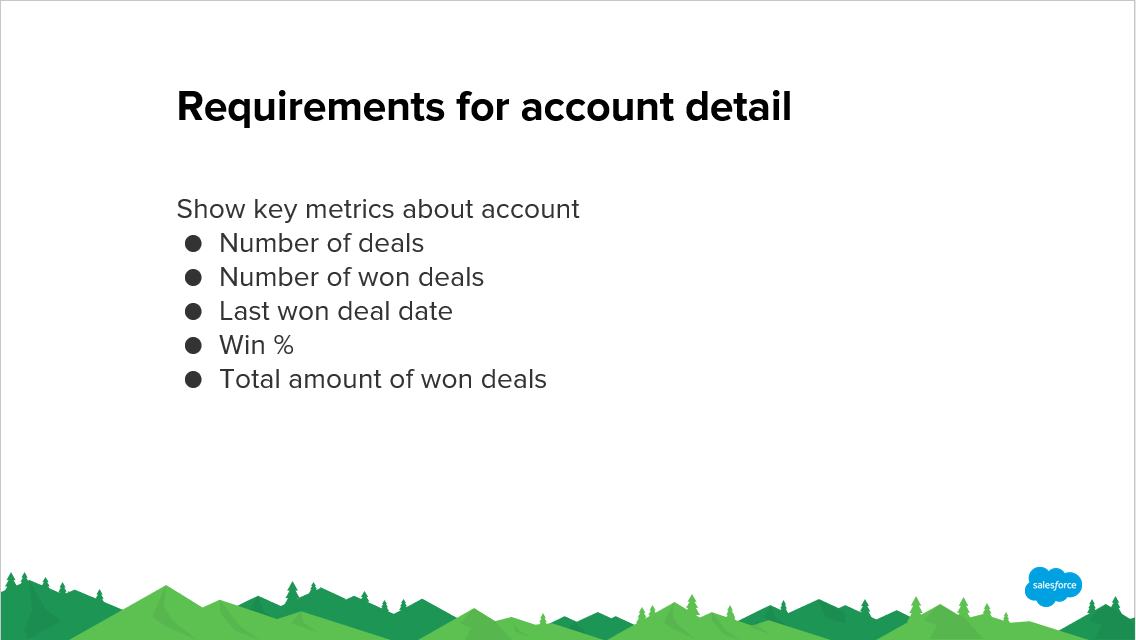 Requirements for account detail
Show key metrics about account
● Number of deals
● Number of won deals
● Last won deal date
● Win %
● Total amount of won deals
salesforce